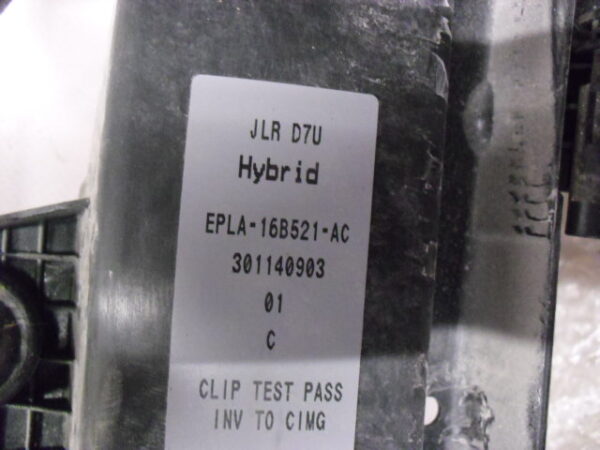 JLR D7U
Hybrid
EPLA-16B521-AC
301140903
01
C
CLIP TEST PASS
INV TO CIMG